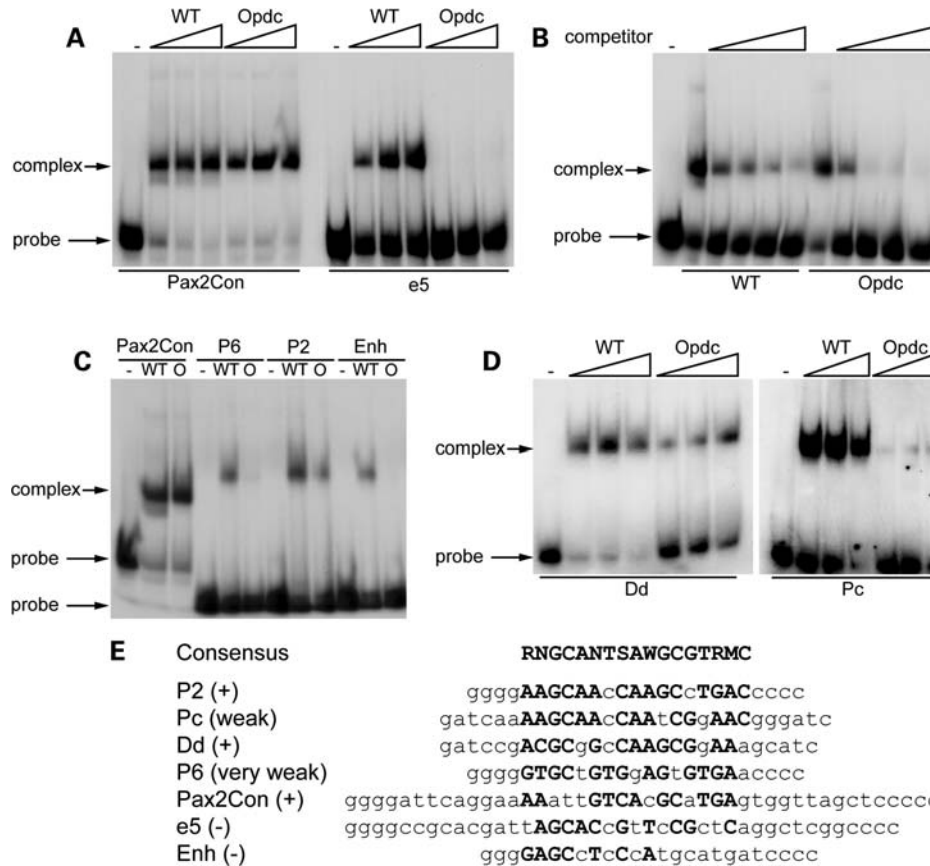 A WT Opdc WT Opdc
- -
complex
probe
Pax2Con e5
B competitor
- 
complex
probe
WT Opdc
C Pax2Con P6 P2 Enh
- WT O - WT O - WT O - WT O
complex
probe
probe
D WT Opdc WT Opdc
- -
complex
probe
Dd Pc
E Consensus RNGCANTSAWGCGTRMC
P2 (+) ggggAAGCAAcCAAGCcTGACcccc
Pc (weak) gatcaaAAGCAAcCAAtCGgAACgggatc
Dd (+) gatccgACGCgGcCAAGCGgAAagcatc
P6 (very weak) ggggGTGCtGTGgAGtGTGAacccc
Pax2Con (+) ggggattcaggaaAAattGTCAcGCaTGAgtggttagctcccc
e5 (-) ggggccgcacgattAGCACcGtTcCGctCaggctcggcccc
Enh (-) gggGAGCcTcCcATgcatgatcccc